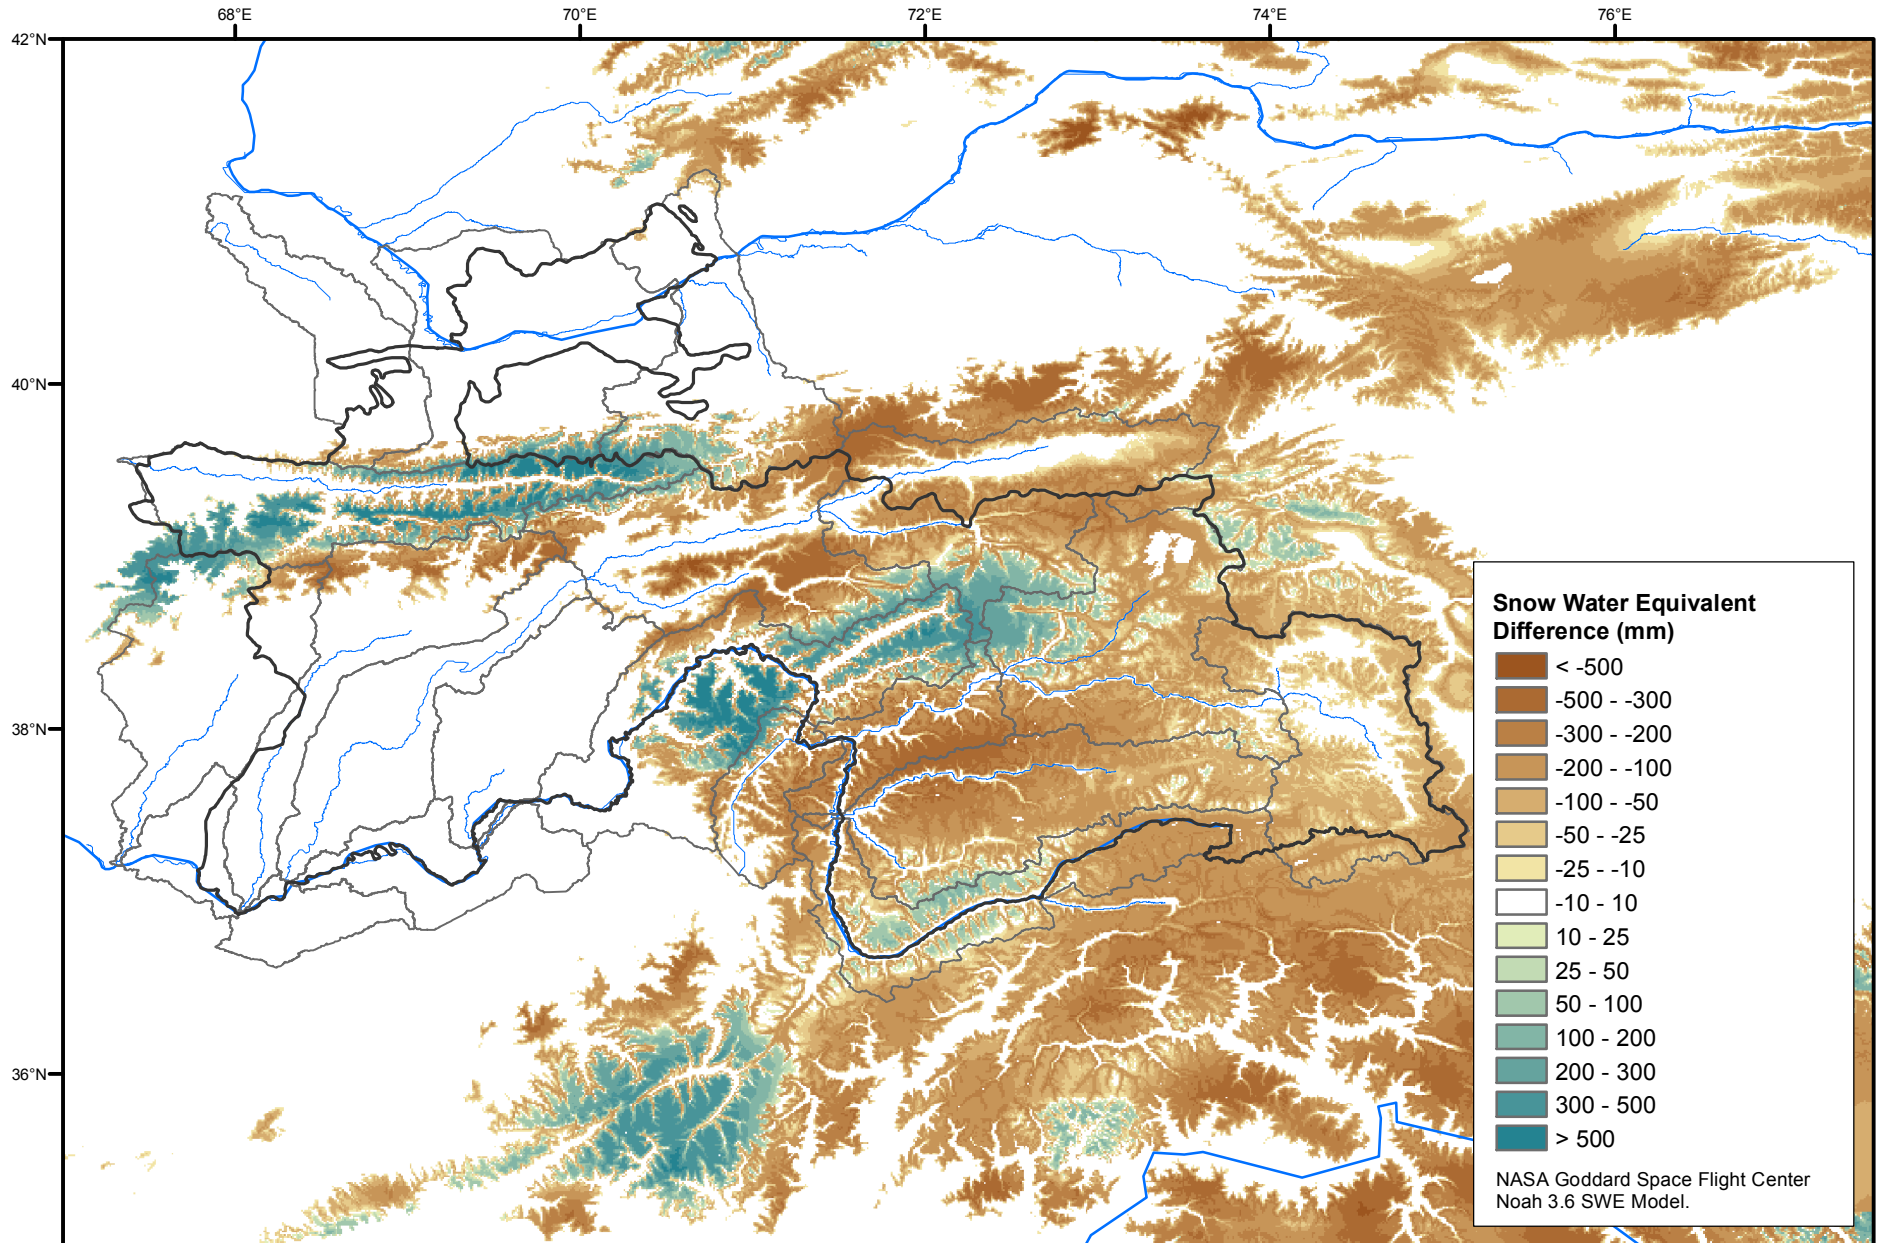 68°E 70°E 72°E 74°E 76°E
42°N
40°N
38°N
36°N
Snow Water Equivalent
Difference (mm)
< -500
-500 - -300
-300 - -200
-200 - -100
-100 - -50
-50 - -25
-25 - -10
-10 - 10
10 - 25
25 - 50
50 - 100
100 - 200
200 - 300
300 - 500
> 500
NASA Goddard Space Flight Center
Noah 3.6 SWE Model.